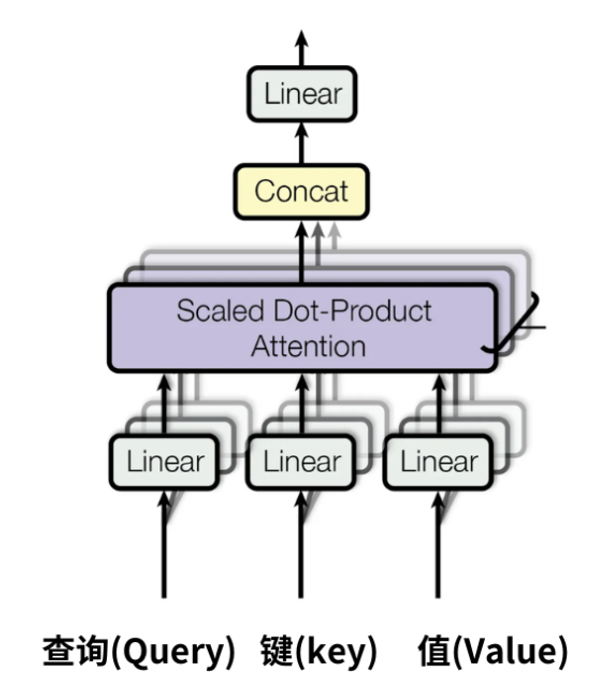 Linear
Concat
Scaled Dot-Product
Attention
Linear Linear Linear
查询(Query) 键(key) 值(Value)